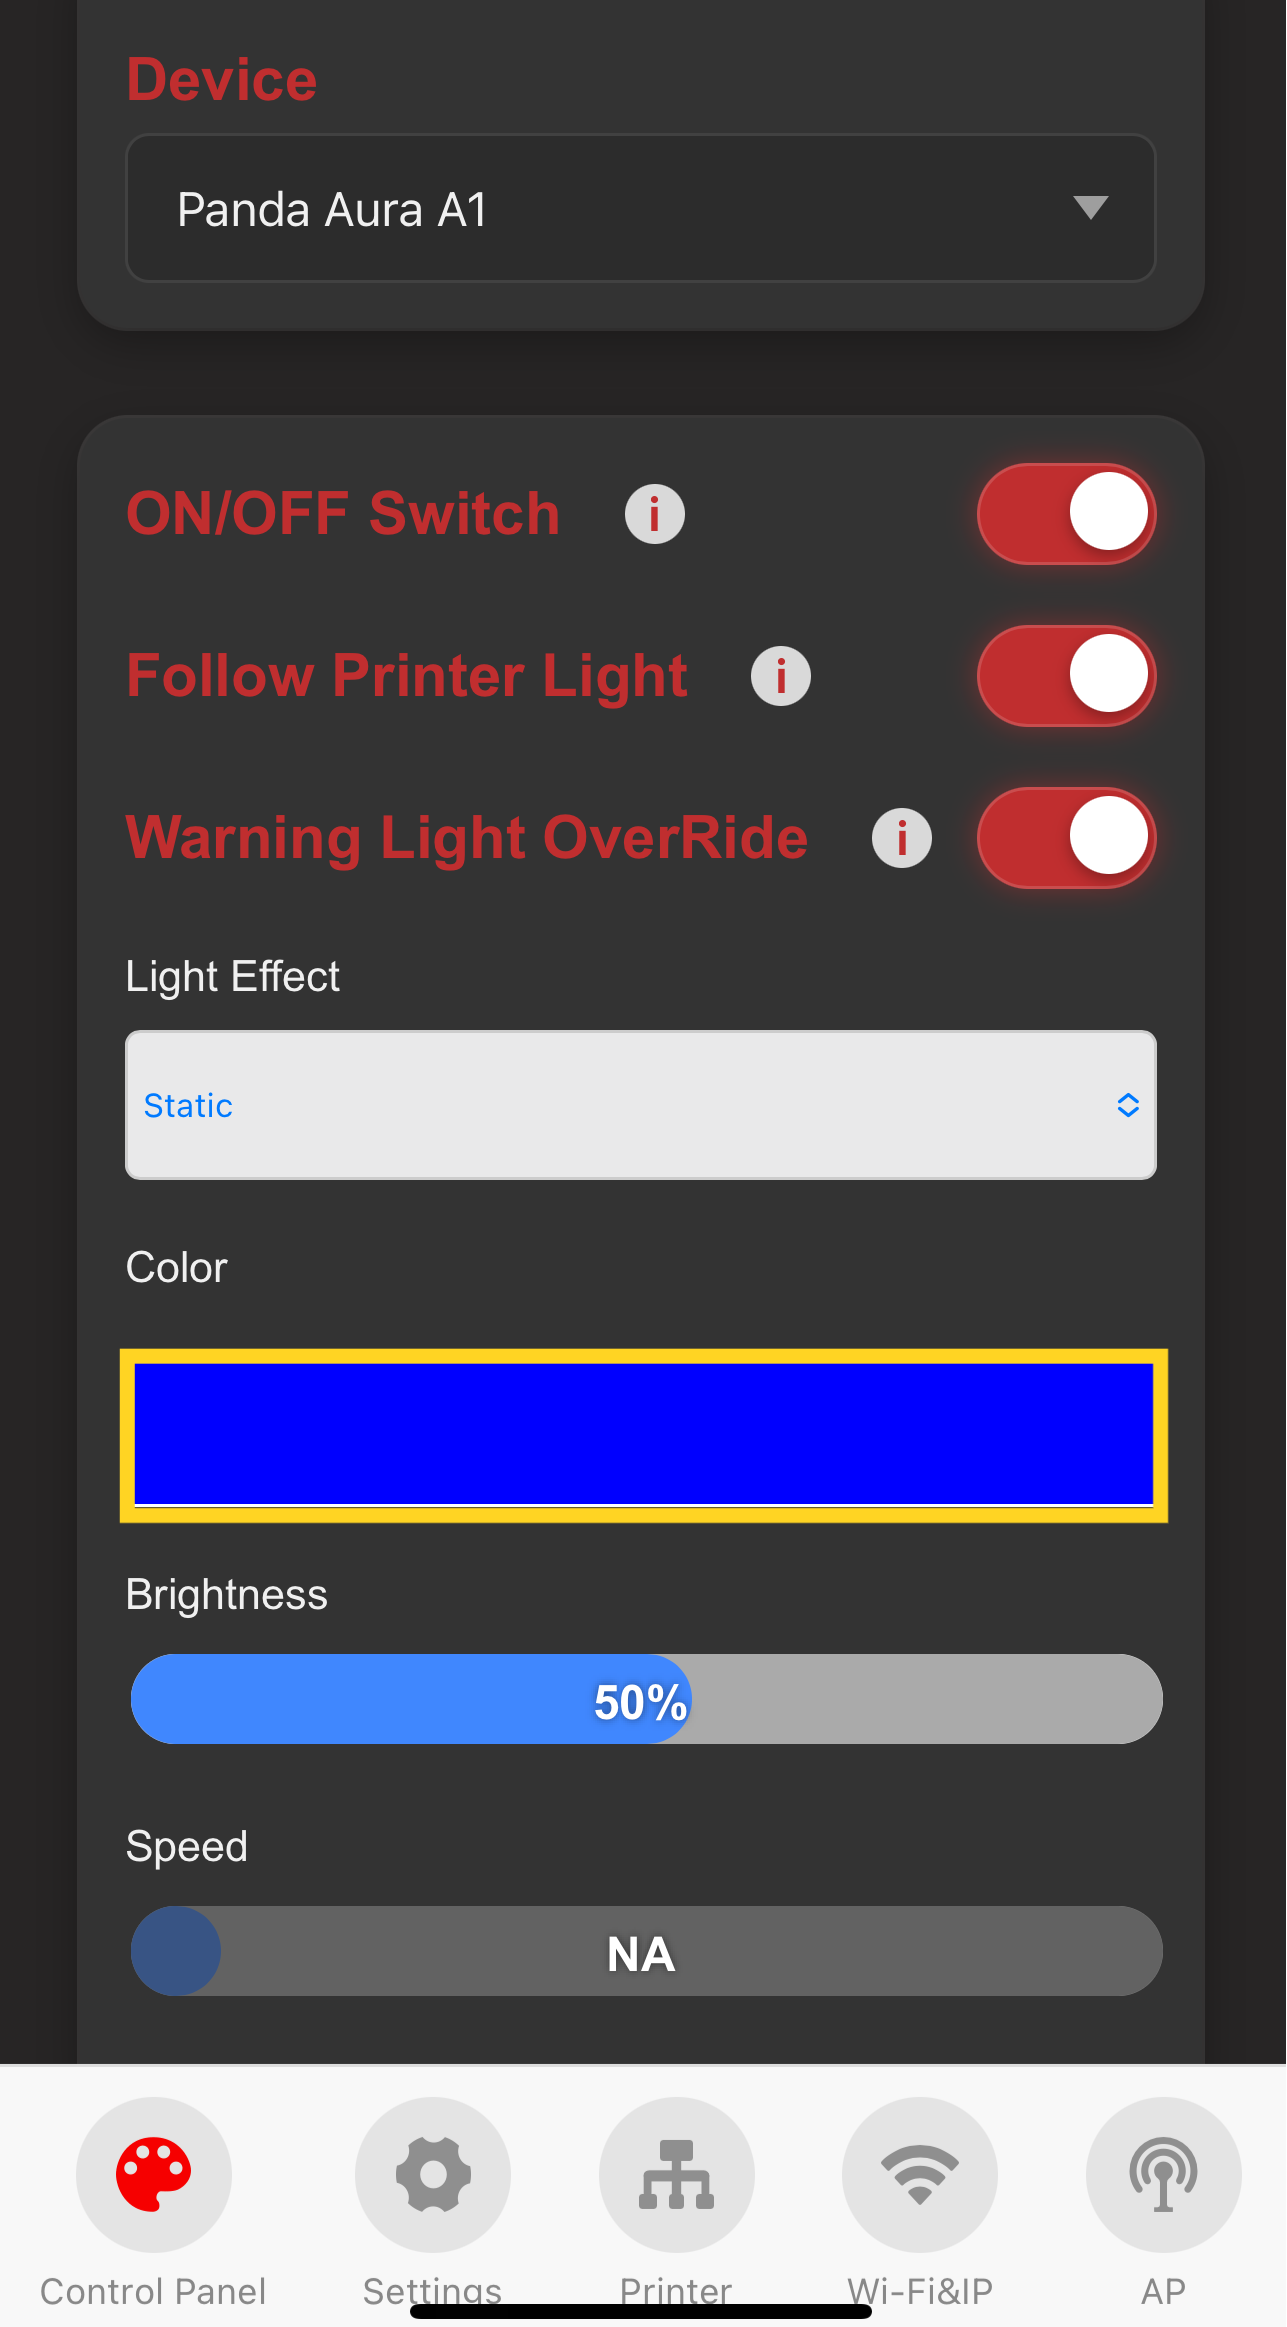 Device
Panda Aura A1
ON/OFF Switch i
Follow Printer Light i
Warning Light OverRide i
Light Effect
Static
Color
Brightness
50%
Speed
NA
Control Panel Settings Printer Wi-Fi&IP AP